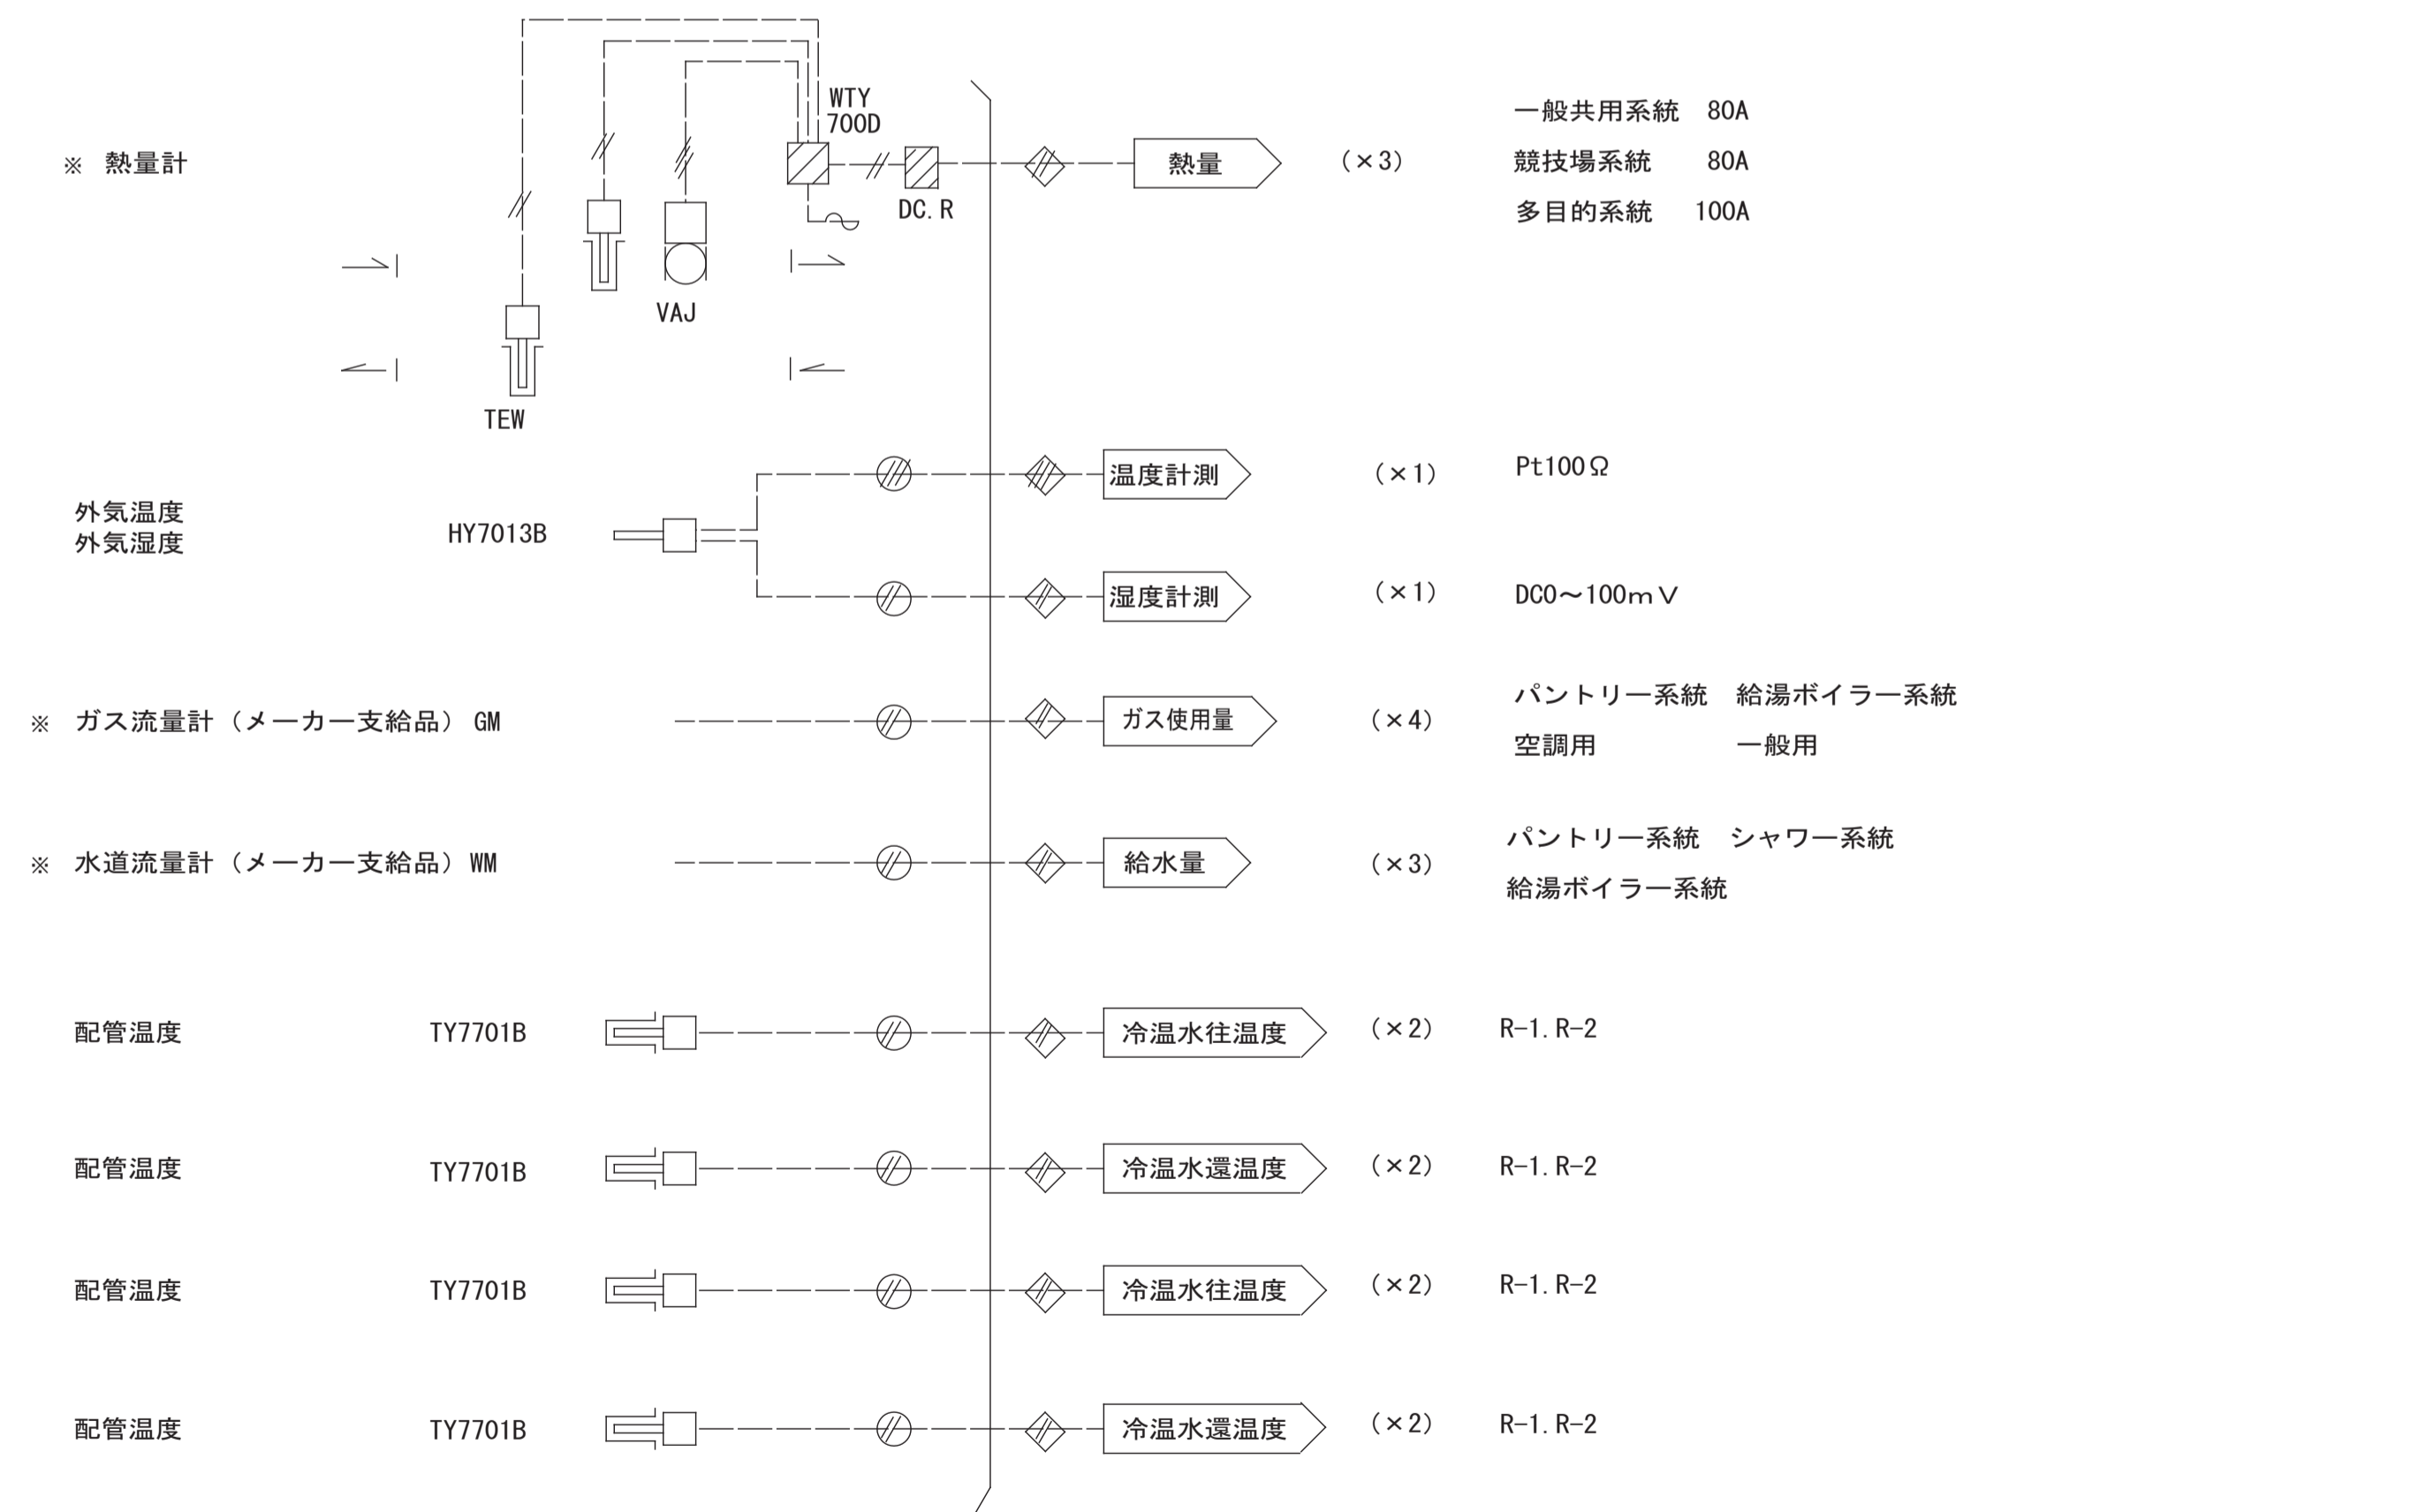 WTY
700D
※ 熱量計
DC.R
熱量
(×3)
一般共用系統 80A
競技場系統 80A
多目的系統 100A
VAJ
TEW
外気温度
外気湿度
HY7013B
温度計測
(×1)
Pt100Ω
湿度計測
(×1)
DC0～100mV
※ ガス流量計（メーカー支給品） GM
ガス使用量
(×4)
パントリー系統 給湯ボイラー系統
空調用 一般用
※ 水道流量計（メーカー支給品） WM
給水量
(×3)
パントリー系統 シャワー系統
給湯ボイラー系統
配管温度 TY7701B 冷温水往温度 (×2) R-1.R-2
配管温度 TY7701B 冷温水還温度 (×2) R-1.R-2
配管温度 TY7701B 冷温水往温度 (×2) R-1.R-2
配管温度 TY7701B 冷温水還温度 (×2) R-1.R-2